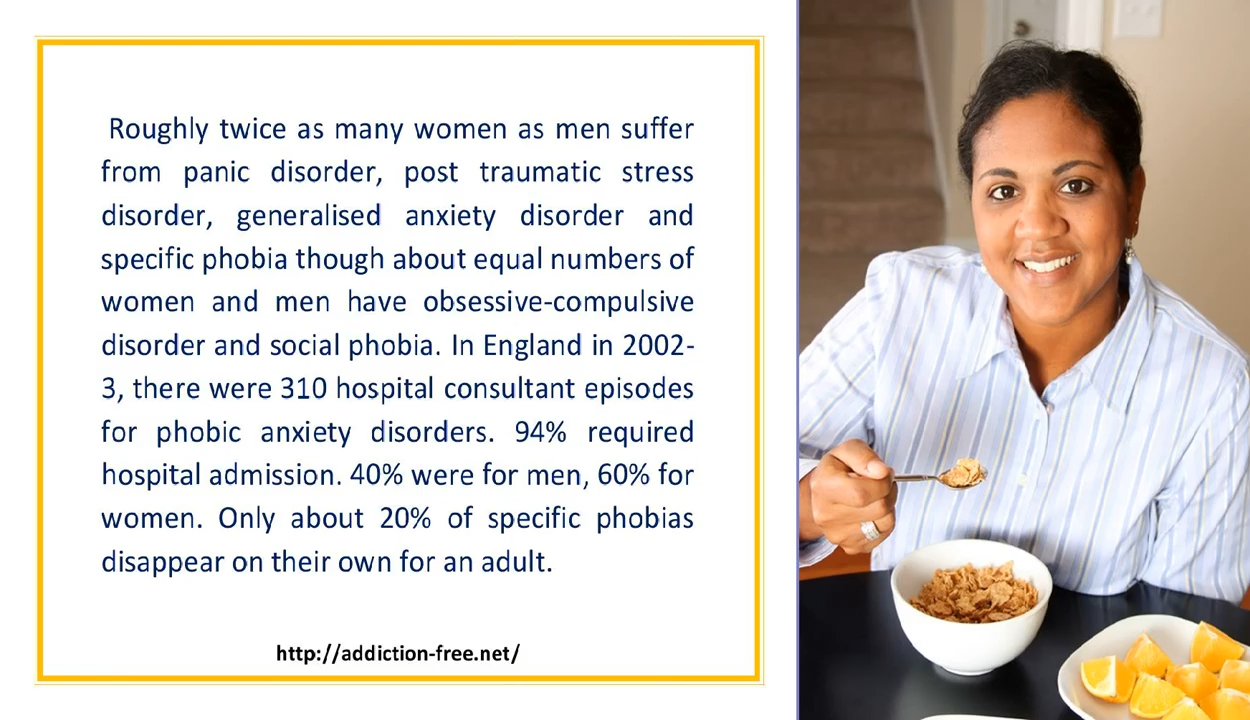 Roughly twice as many women as men suffer
from panic disorder, post traumatic stress
disorder, generalised anxiety disorder and
specific phobia though about equal numbers of
women and men have obsessive-compulsive
disorder and social phobia. In England in 2002-
3, there were 310 hospital consultant episodes
for phobic anxiety disorders. 94% required
hospital admission. 40% were for men, 60% for
women. Only about 20% of specific phobias
disappear on their own for an adult.
http://addiction-free.net/